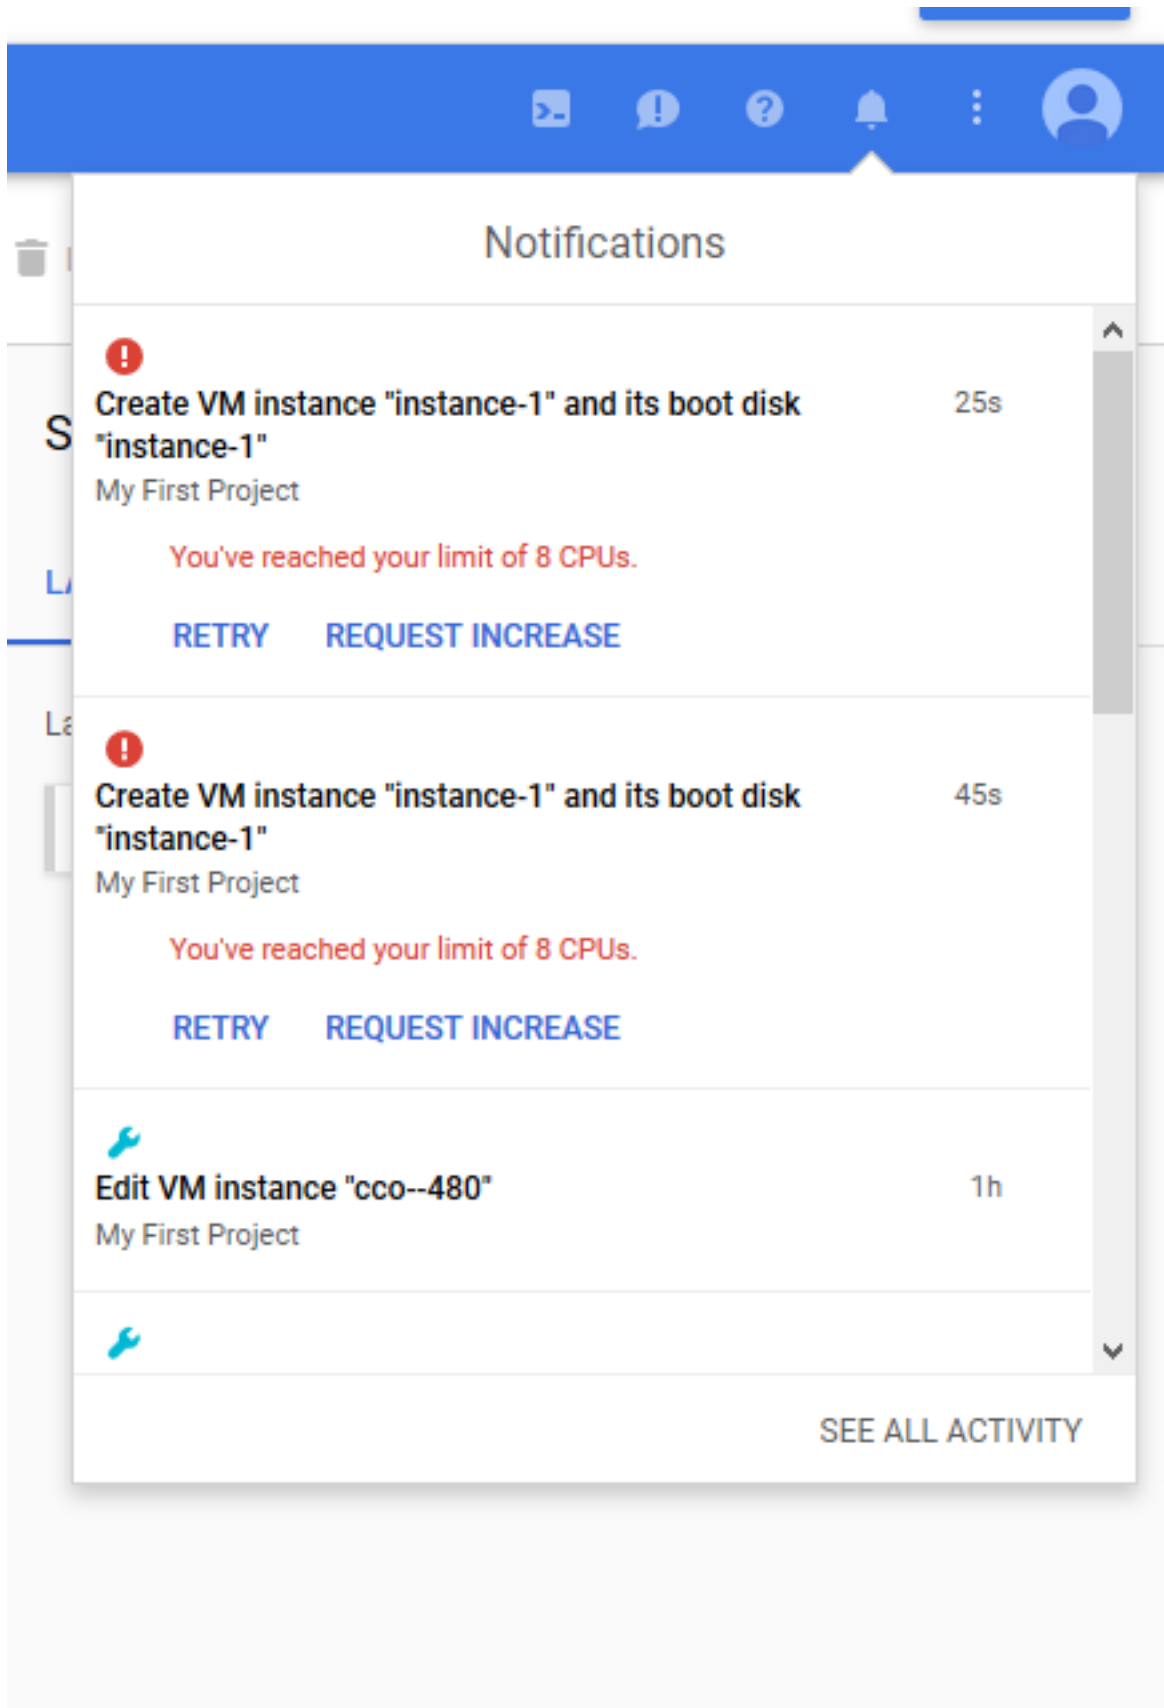 Notifications
Create VM instance "instance-1" and its boot disk
25s
"instance-1"
My First Project
You've reached your limit of 8 CPUs.
RETRY REQUEST INCREASE
Create VM instance "instance-1" and its boot disk
45s
"instance-1"
My First Project
You've reached your limit of 8 CPUs.
RETRY REQUEST INCREASE
Edit VM instance "cco--480"
1h
My First Project
SEE ALL ACTIVITY